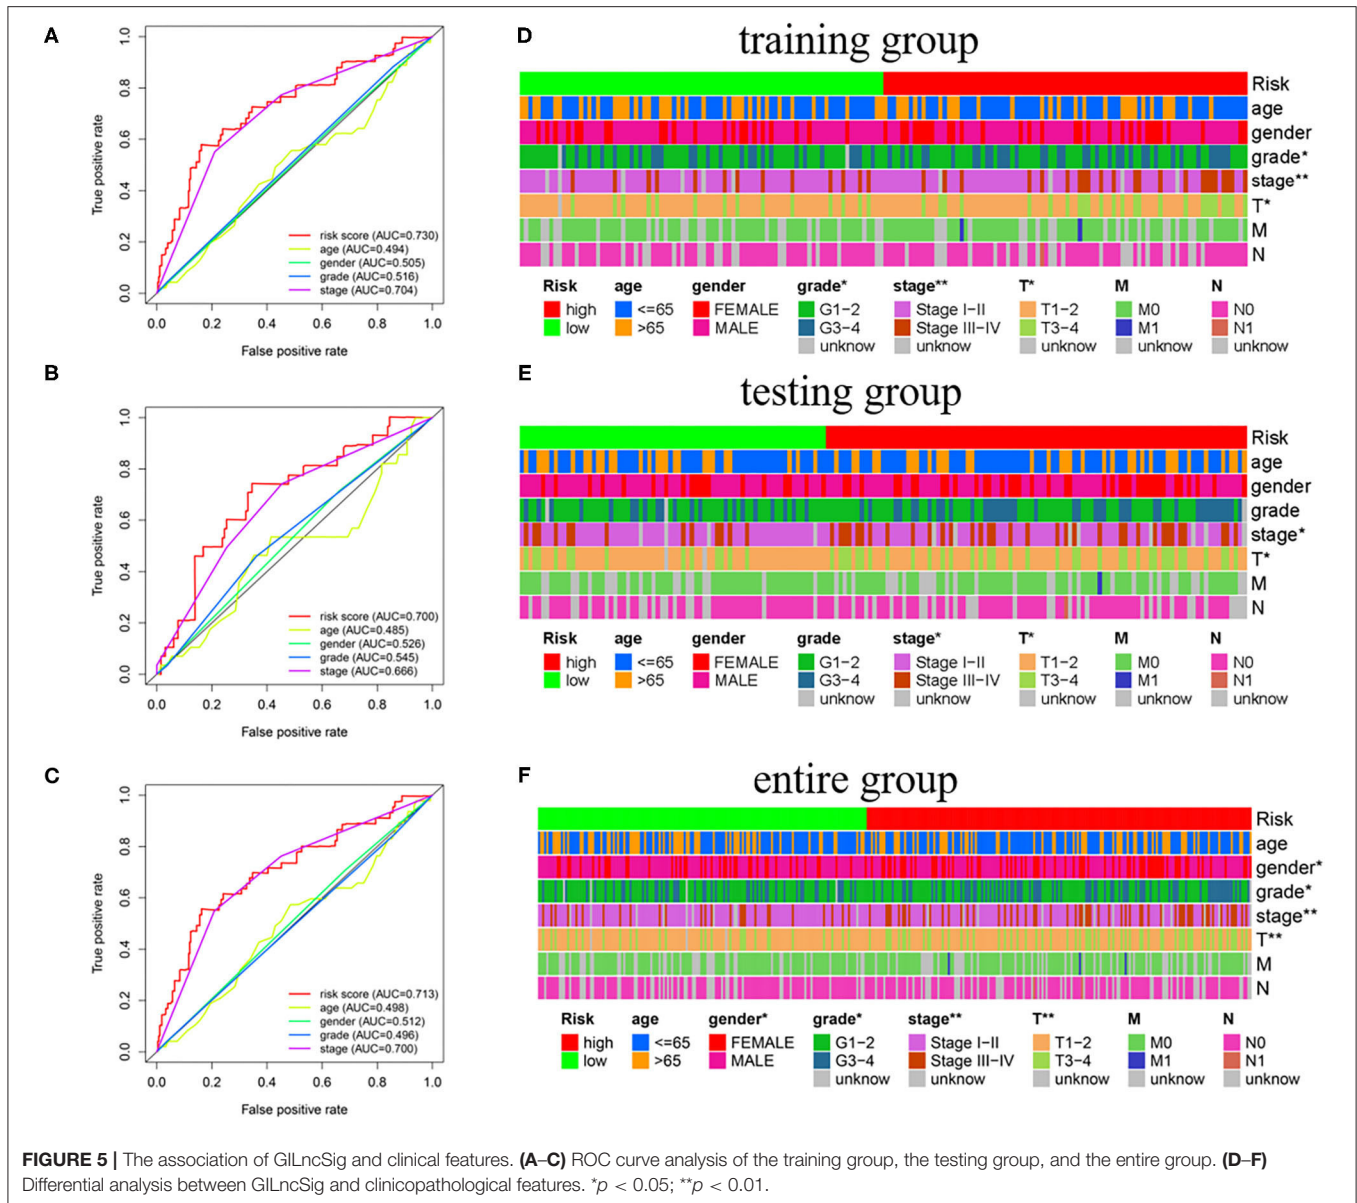 A
1.0
0.8
0.6
0.4
0.2
0.0
True positive rate
risk score (AUC=0.730)
age (AUC=0.494)
gender (AUC=0.505)
grade (AUC=0.516)
stage (AUC=0.704)
0.0 0.2 0.4 0.6 0.8 1.0
False positive rate
D
training group
Risk
age
gender
grade*
stage**
T*
M
N
Risk age gender grade* stage** T* M N
high <=65 FEMALE G1-2 Stage I-II T1-2 M0 N0
low >65 MALE G3-4 Stage III-IV T3-4 M1 N1
unknow unknow unknow unknow unknow
B
1.0
0.8
0.6
0.4
0.2
0.0
True positive rate
risk score (AUC=0.700)
age (AUC=0.485)
gender (AUC=0.526)
grade (AUC=0.545)
stage (AUC=0.666)
0.0 0.2 0.4 0.6 0.8 1.0
False positive rate
E
testing group
Risk
age
gender
grade
stage*
T*
M
N
Risk age gender grade stage* T* M N
high <=65 FEMALE G1-2 Stage I-II T1-2 M0 N0
low >65 MALE G3-4 Stage III-IV T3-4 M1 N1
unknow unknow unknow unknow unknow
C
1.0
0.8
0.6
0.4
0.2
0.0
True positive rate
risk score (AUC=0.713)
age (AUC=0.498)
gender (AUC=0.512)
grade (AUC=0.496)
stage (AUC=0.700)
0.0 0.2 0.4 0.6 0.8 1.0
False positive rate
F
entire group
Risk
age
gender*
grade*
stage**
T**
M
N
Risk age gender* grade* stage** T** M N
high <=65 FEMALE G1-2 Stage I-II T1-2 M0 N0
low >65 MALE G3-4 Stage III-IV T3-4 M1 N1
unknow unknow unknow unknow unknow
FIGURE 5 | The association of GILncSig and clinical features. (A–C) ROC curve analysis of the training group, the testing group, and the entire group. (D–F)
Differential analysis between GILncSig and clinicopathological features. *p < 0.05; **p < 0.01.